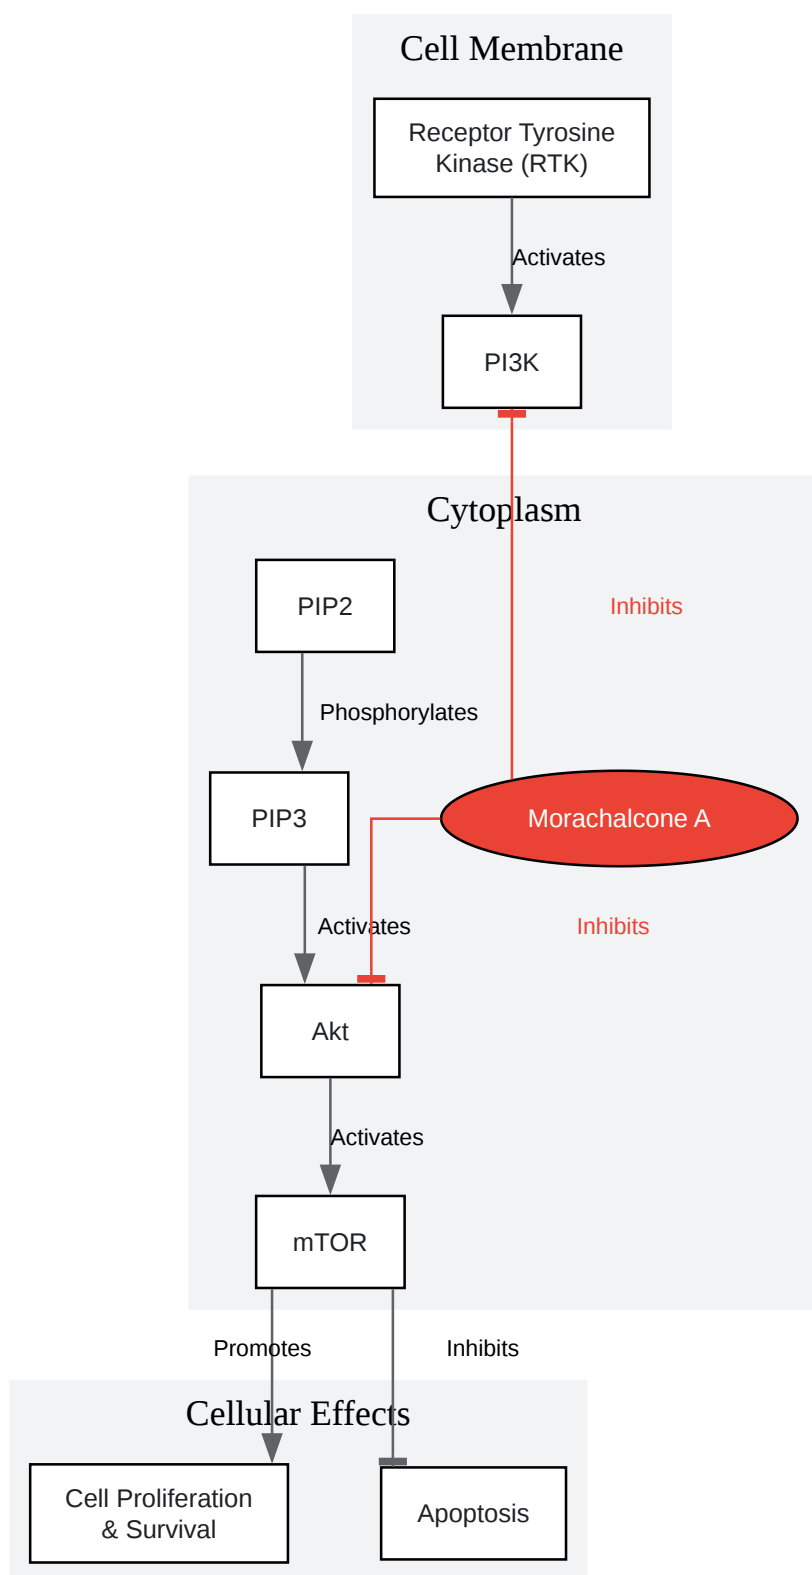 Cell Membrane
Receptor Tyrosine
Kinase (RTK)
Activates
PI3K
Cytoplasm
PIP2
Inhibits
Phosphorylates
PIP3
Morachalcone A
Activates
Inhibits
Akt
Activates
mTOR
Promotes
Inhibits
Cellular Effects
Cell Proliferation
& Survival
Apoptosis